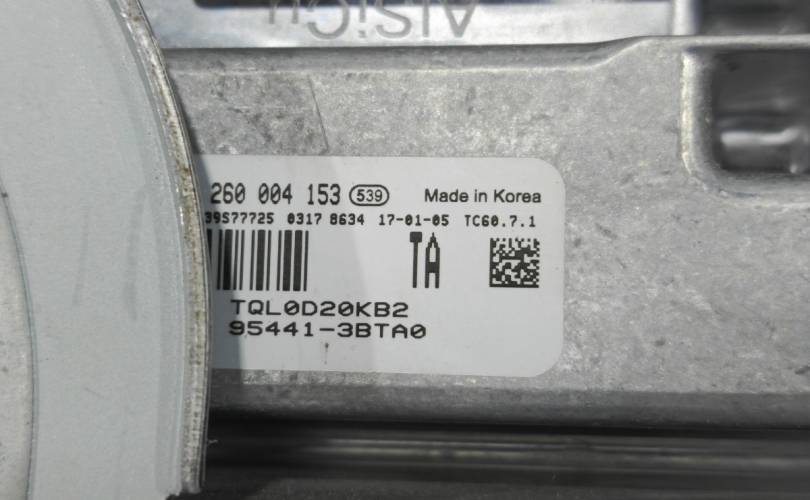 AlSiCu
260 004 153 539 Made in Korea
39S77725 0317 8634 17-01-05 TC60.7.1
TA
TQL0D20KB2
95441-3BTA0